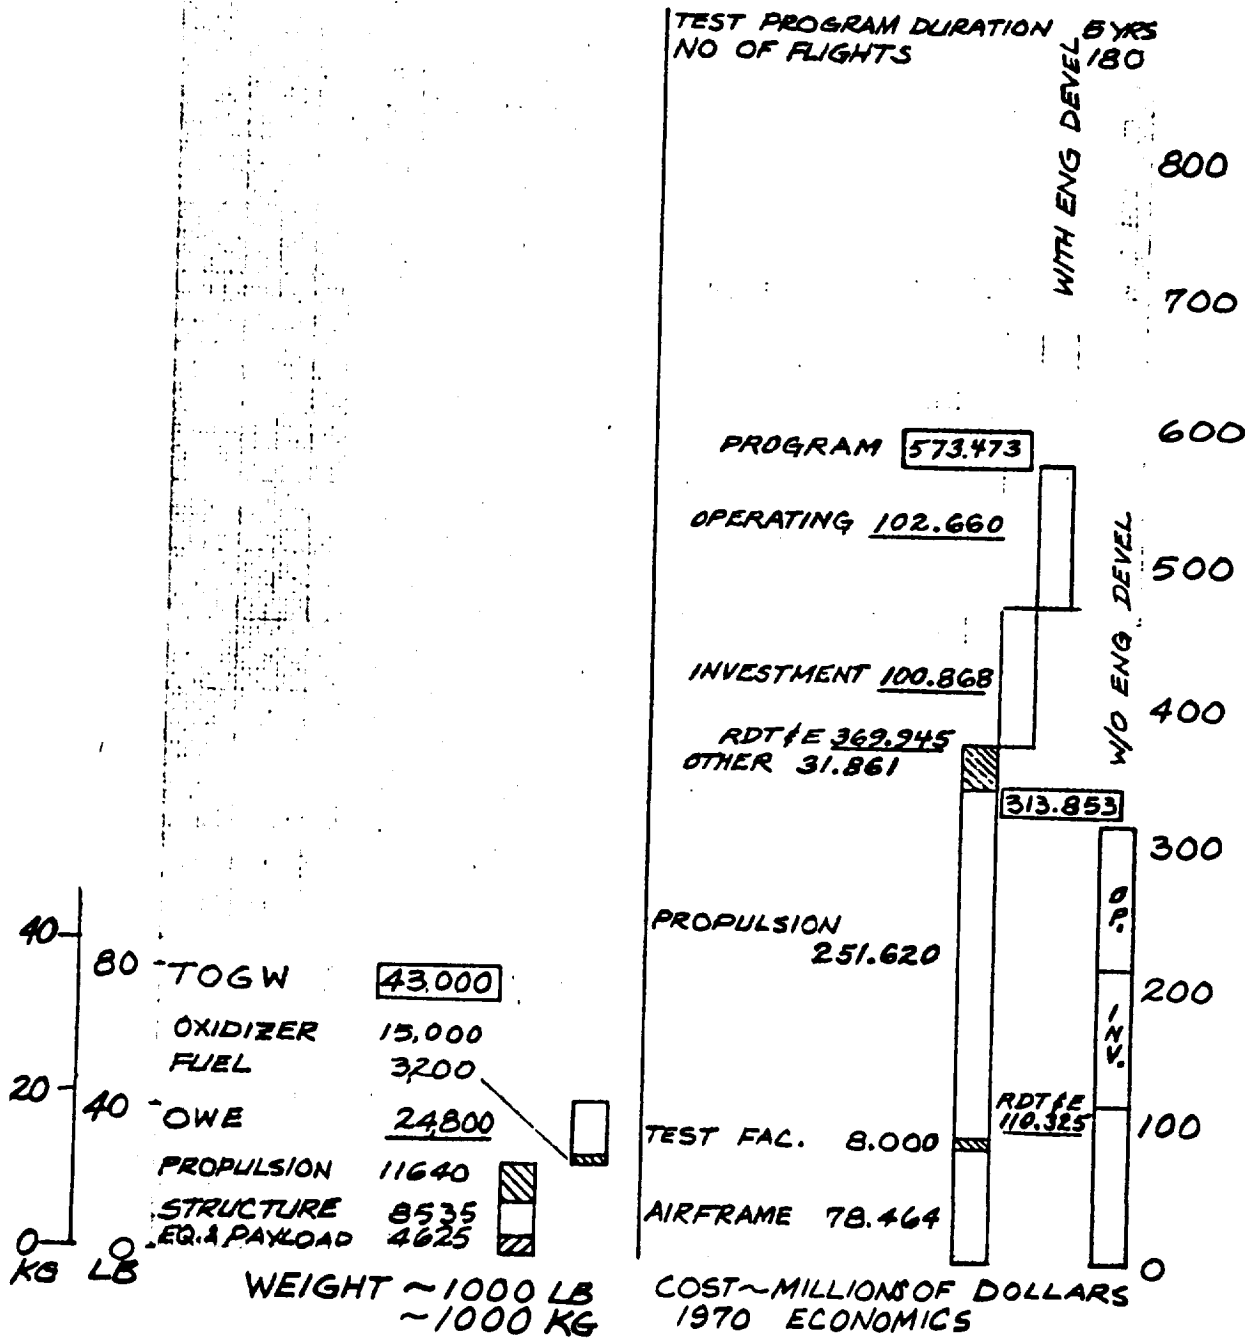 TEST PROGRAM DURATION 5 YRS
NO OF FLIGHTS 180
WITH ENG DEVEL
800
700
600
PROGRAM 573.473
OPERATING 102.660
500
W/O ENG DEVEL
INVESTMENT 100.868
400
RDT&E 369.945
OTHER 31.861
313.853
300
OP.
PROPULSION
251.620
200
INV.
RDT&E
110.325
100
TEST FAC. 8.000
AIRFRAME 78.464
0
COST~MILLIONS OF DOLLARS
1970 ECONOMICS
40
80
TOGW 43,000
OXIDIZER 15,000
FUEL 3,200
20
40
OWE 24,800
PROPULSION 11640
STRUCTURE 8535
EQ. & PAYLOAD 4625
0 0
KG LB
WEIGHT ~1000 LB
~1000 KG